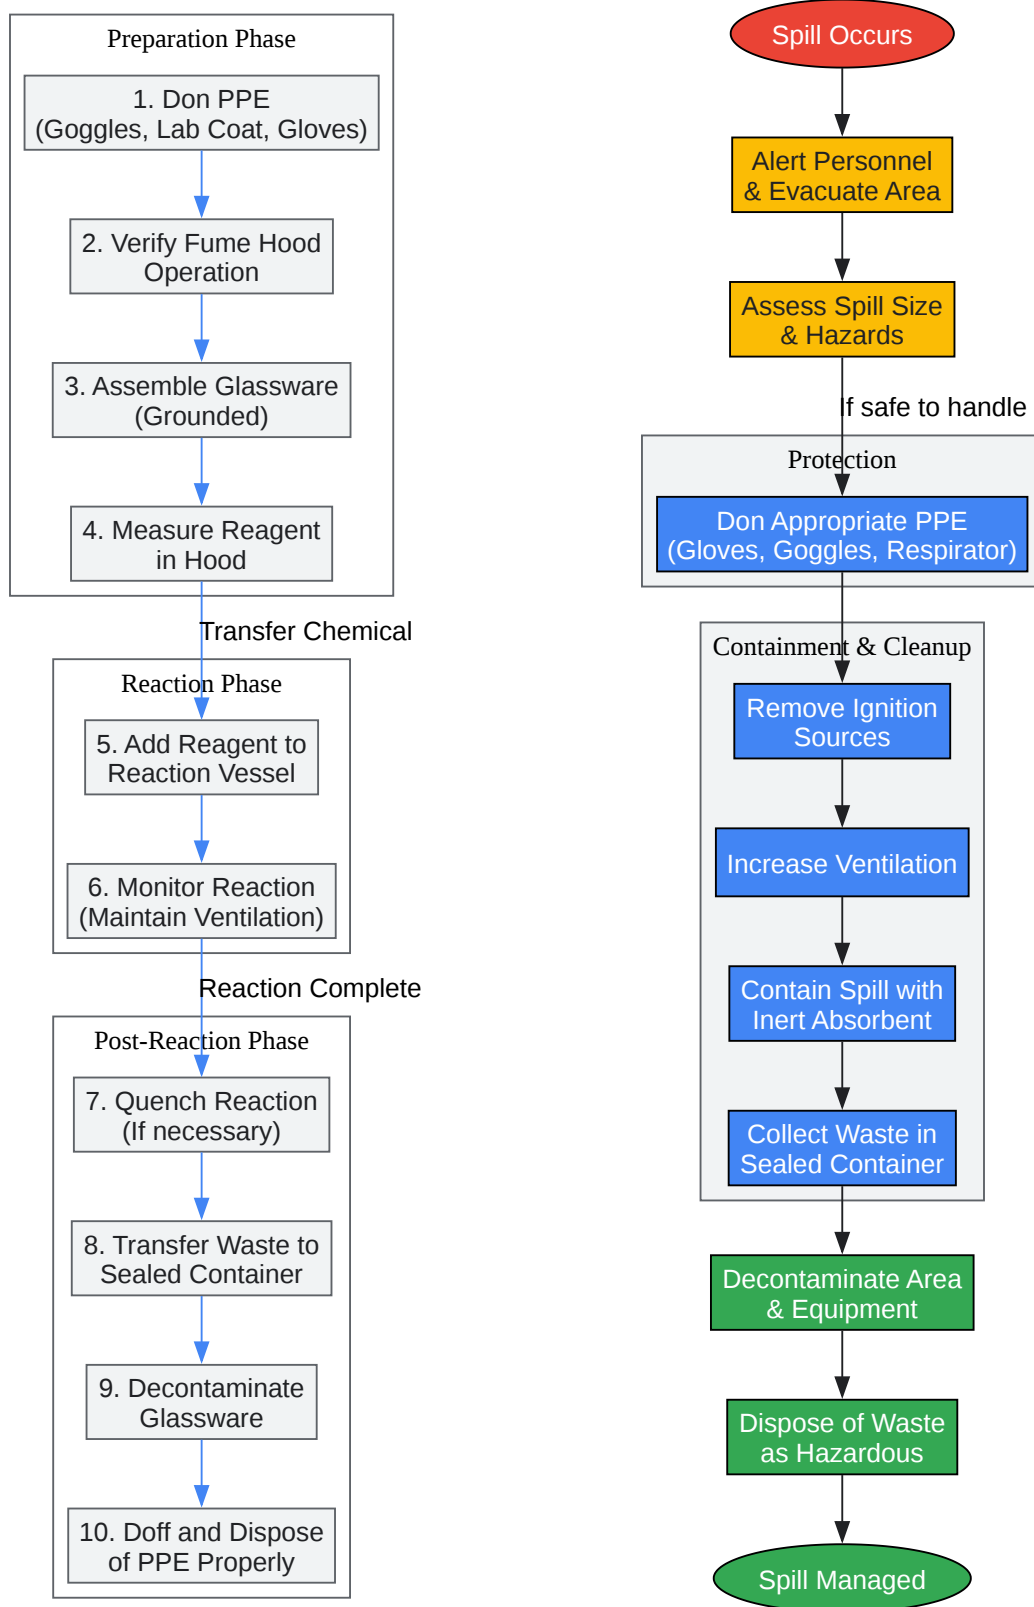 Preparation Phase
1. Don PPE
(Goggles, Lab Coat, Gloves)
2. Verify Fume Hood
Operation
3. Assemble Glassware
(Grounded)
4. Measure Reagent
in Hood
Transfer Chemical
Reaction Phase
5. Add Reagent to
Reaction Vessel
6. Monitor Reaction
(Maintain Ventilation)
Reaction Complete
Post-Reaction Phase
7. Quench Reaction
(If necessary)
8. Transfer Waste to
Sealed Container
9. Decontaminate
Glassware
10. Doff and Dispose
of PPE Properly
Spill Occurs
Alert Personnel
& Evacuate Area
Assess Spill Size
& Hazards
If safe to handle
Protection
Don Appropriate PPE
(Gloves, Goggles, Respirator)
Containment & Cleanup
Remove Ignition
Sources
Increase Ventilation
Contain Spill with
Inert Absorbent
Collect Waste in
Sealed Container
Decontaminate Area
& Equipment
Dispose of Waste
as Hazardous
Spill Managed